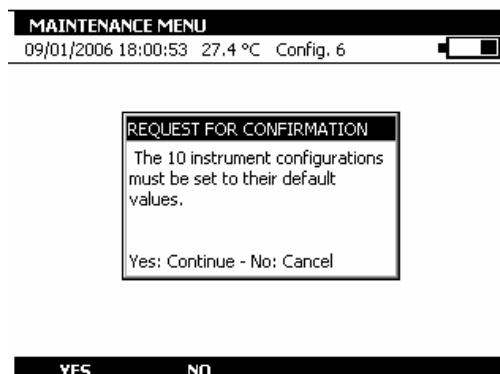 MAINTENANCE MENU
09/01/2006 18:00:53 27.4 °C Config. 6
REQUEST FOR CONFIRMATION
The 10 instrument configurations
must be set to their default
values.
Yes: Continue - No: Cancel
YES NO